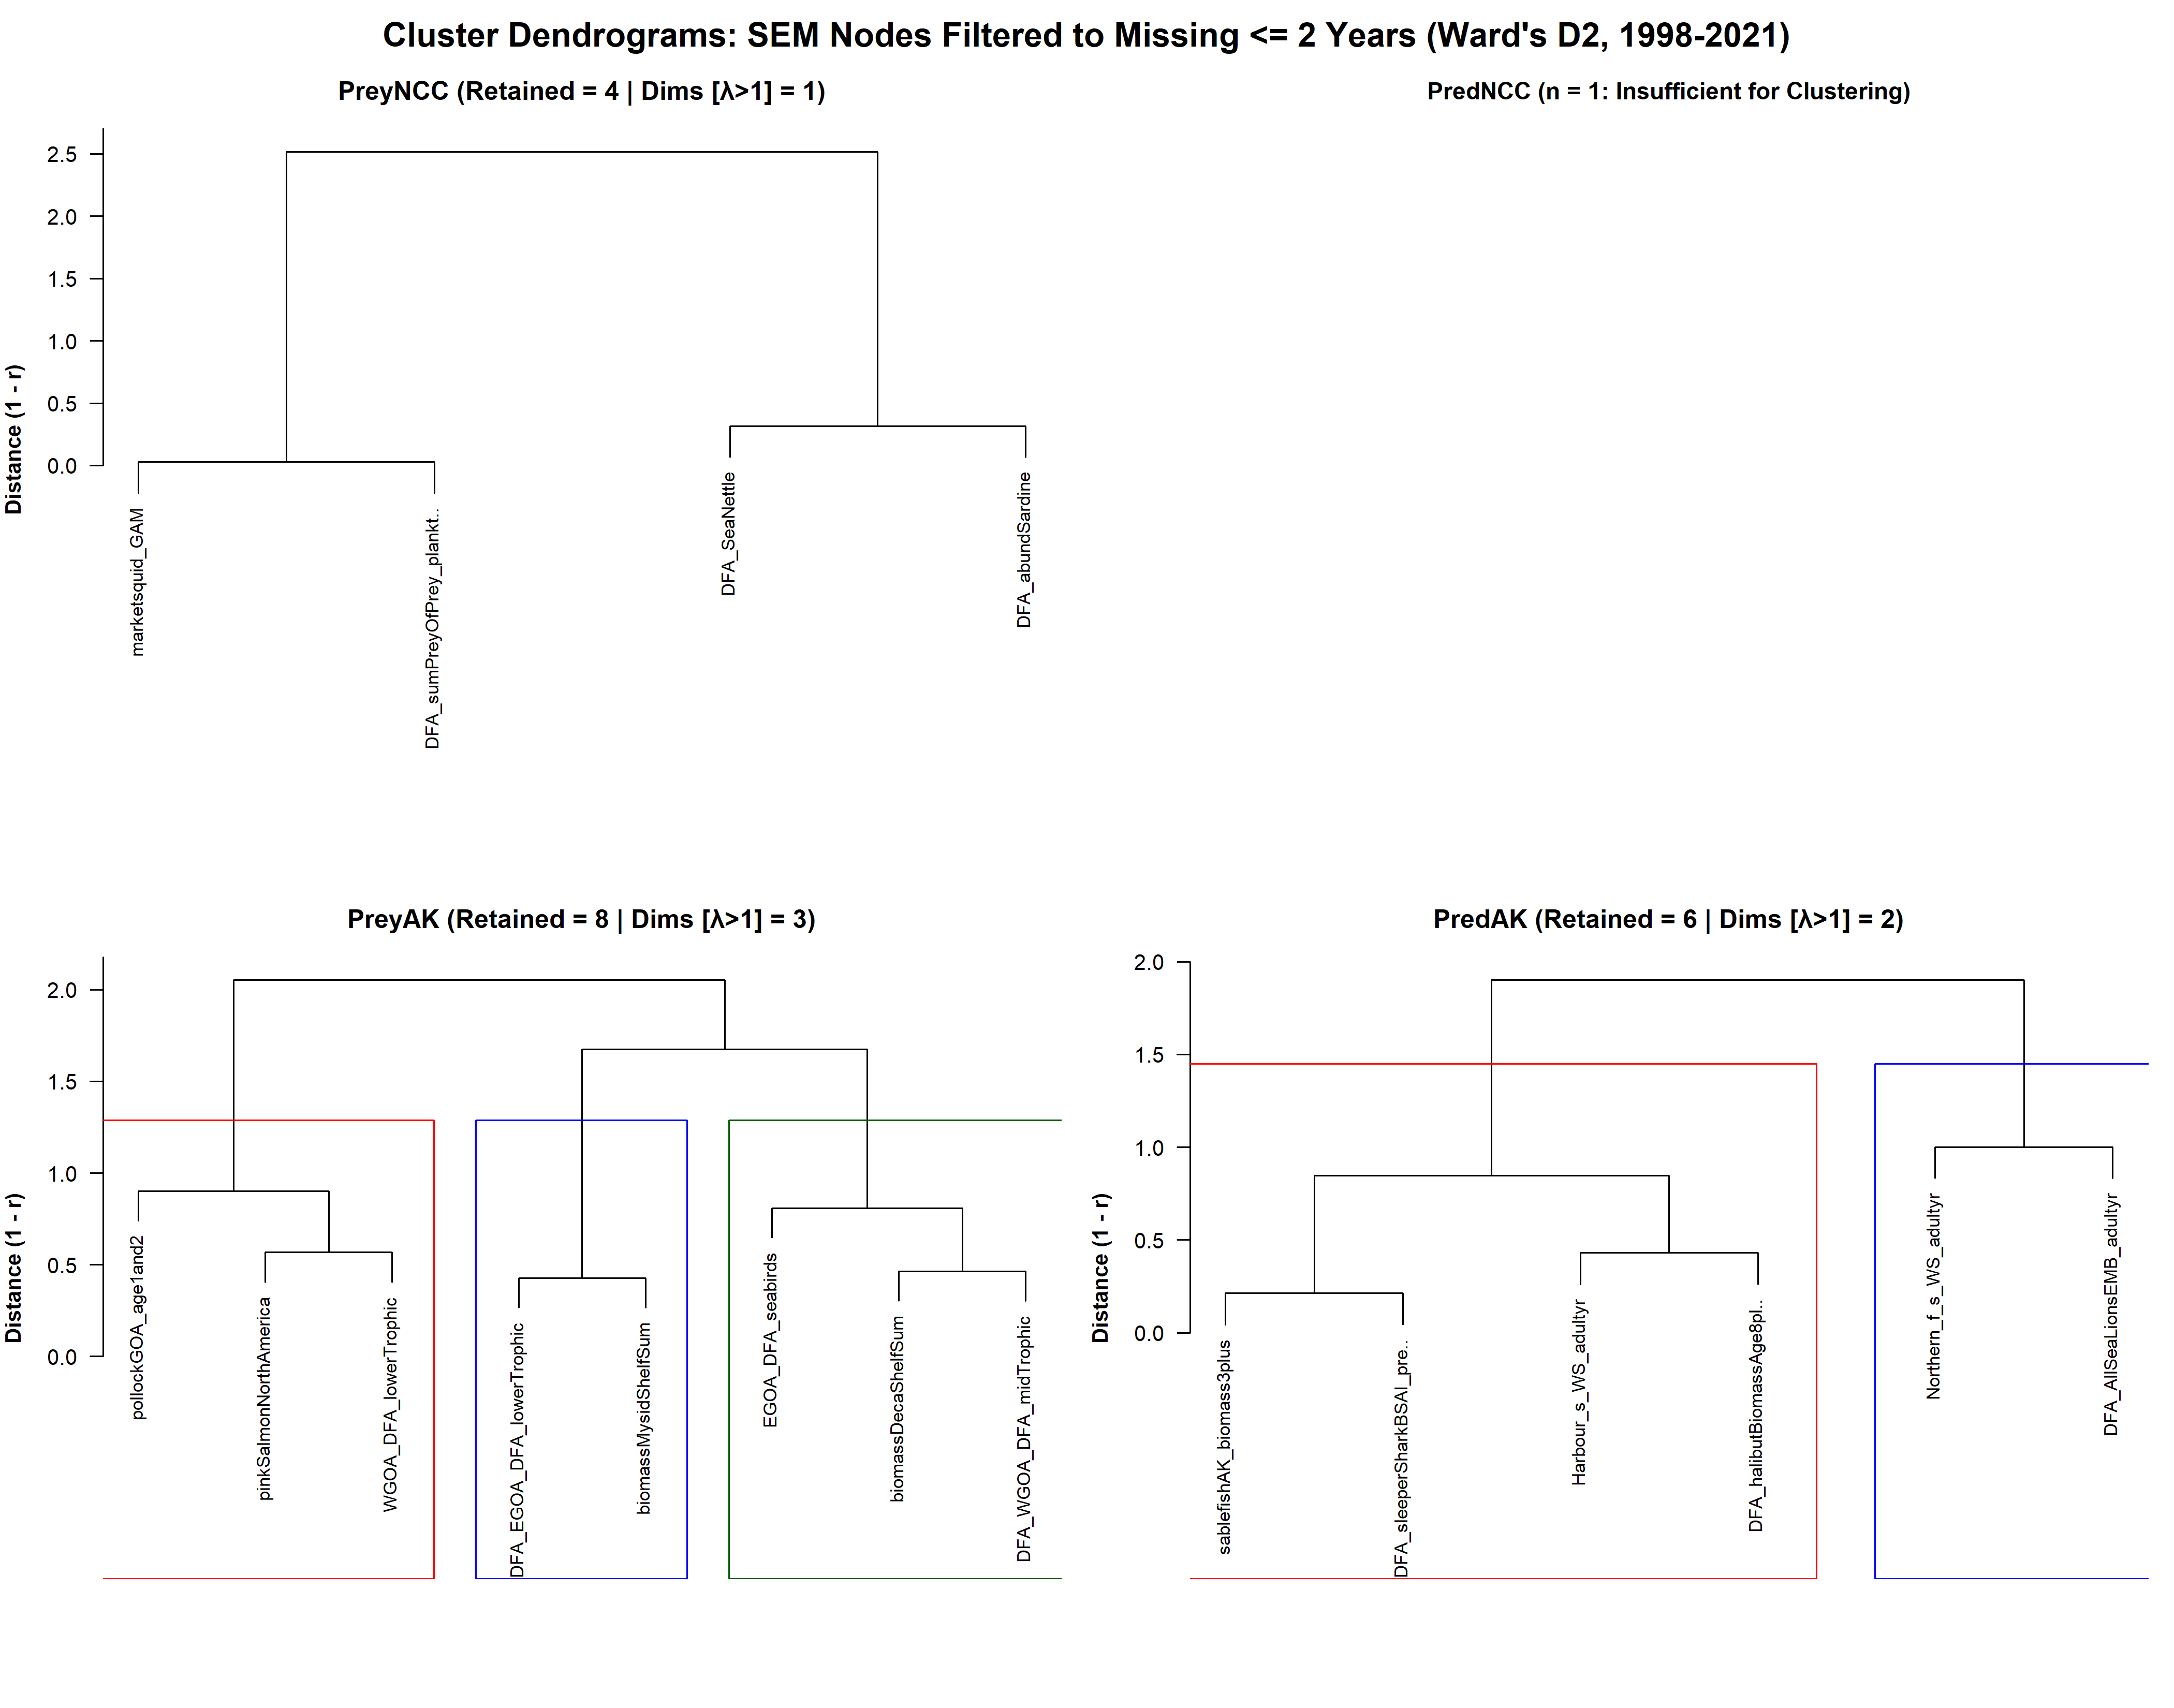 Cluster Dendrograms: SEM Nodes Filtered to Missing <= 2 Years (Ward's D2, 1998-2021)
PreyNCC (Retained = 4 | Dims [λ>1] = 1)
Distance (1 - r)
2.5
2.0
1.5
1.0
0.5
0.0
marketsquid_GAM
DFA_sumPreyOfPrey_plankt..
DFA_SeaNettle
DFA_abundSardine
PredNCC (n = 1: Insufficient for Clustering)
PreyAK (Retained = 8 | Dims [λ>1] = 3)
Distance (1 - r)
2.0
1.5
1.0
0.5
0.0
pollockGOA_age1and2
pinkSalmonNorthAmerica
WGOA_DFA_lowerTrophic
DFA_EGOA_DFA_lowerTrophic
biomassMysidShelfSum
EGOA_DFA_seabirds
biomassDecaShelfSum
DFA_WGOA_DFA_midTrophic
PredAK (Retained = 6 | Dims [λ>1] = 2)
Distance (1 - r)
2.0
1.5
1.0
0.5
0.0
sablefishAK_biomass3plus
DFA_sleeperSharkBSAI_pre..
Harbour_s_WS_adultyr
DFA_halibutBiomassAge8pl..
Northern_f_s_WS_adultyr
DFA_AllSeaLionsEMB_adultyr